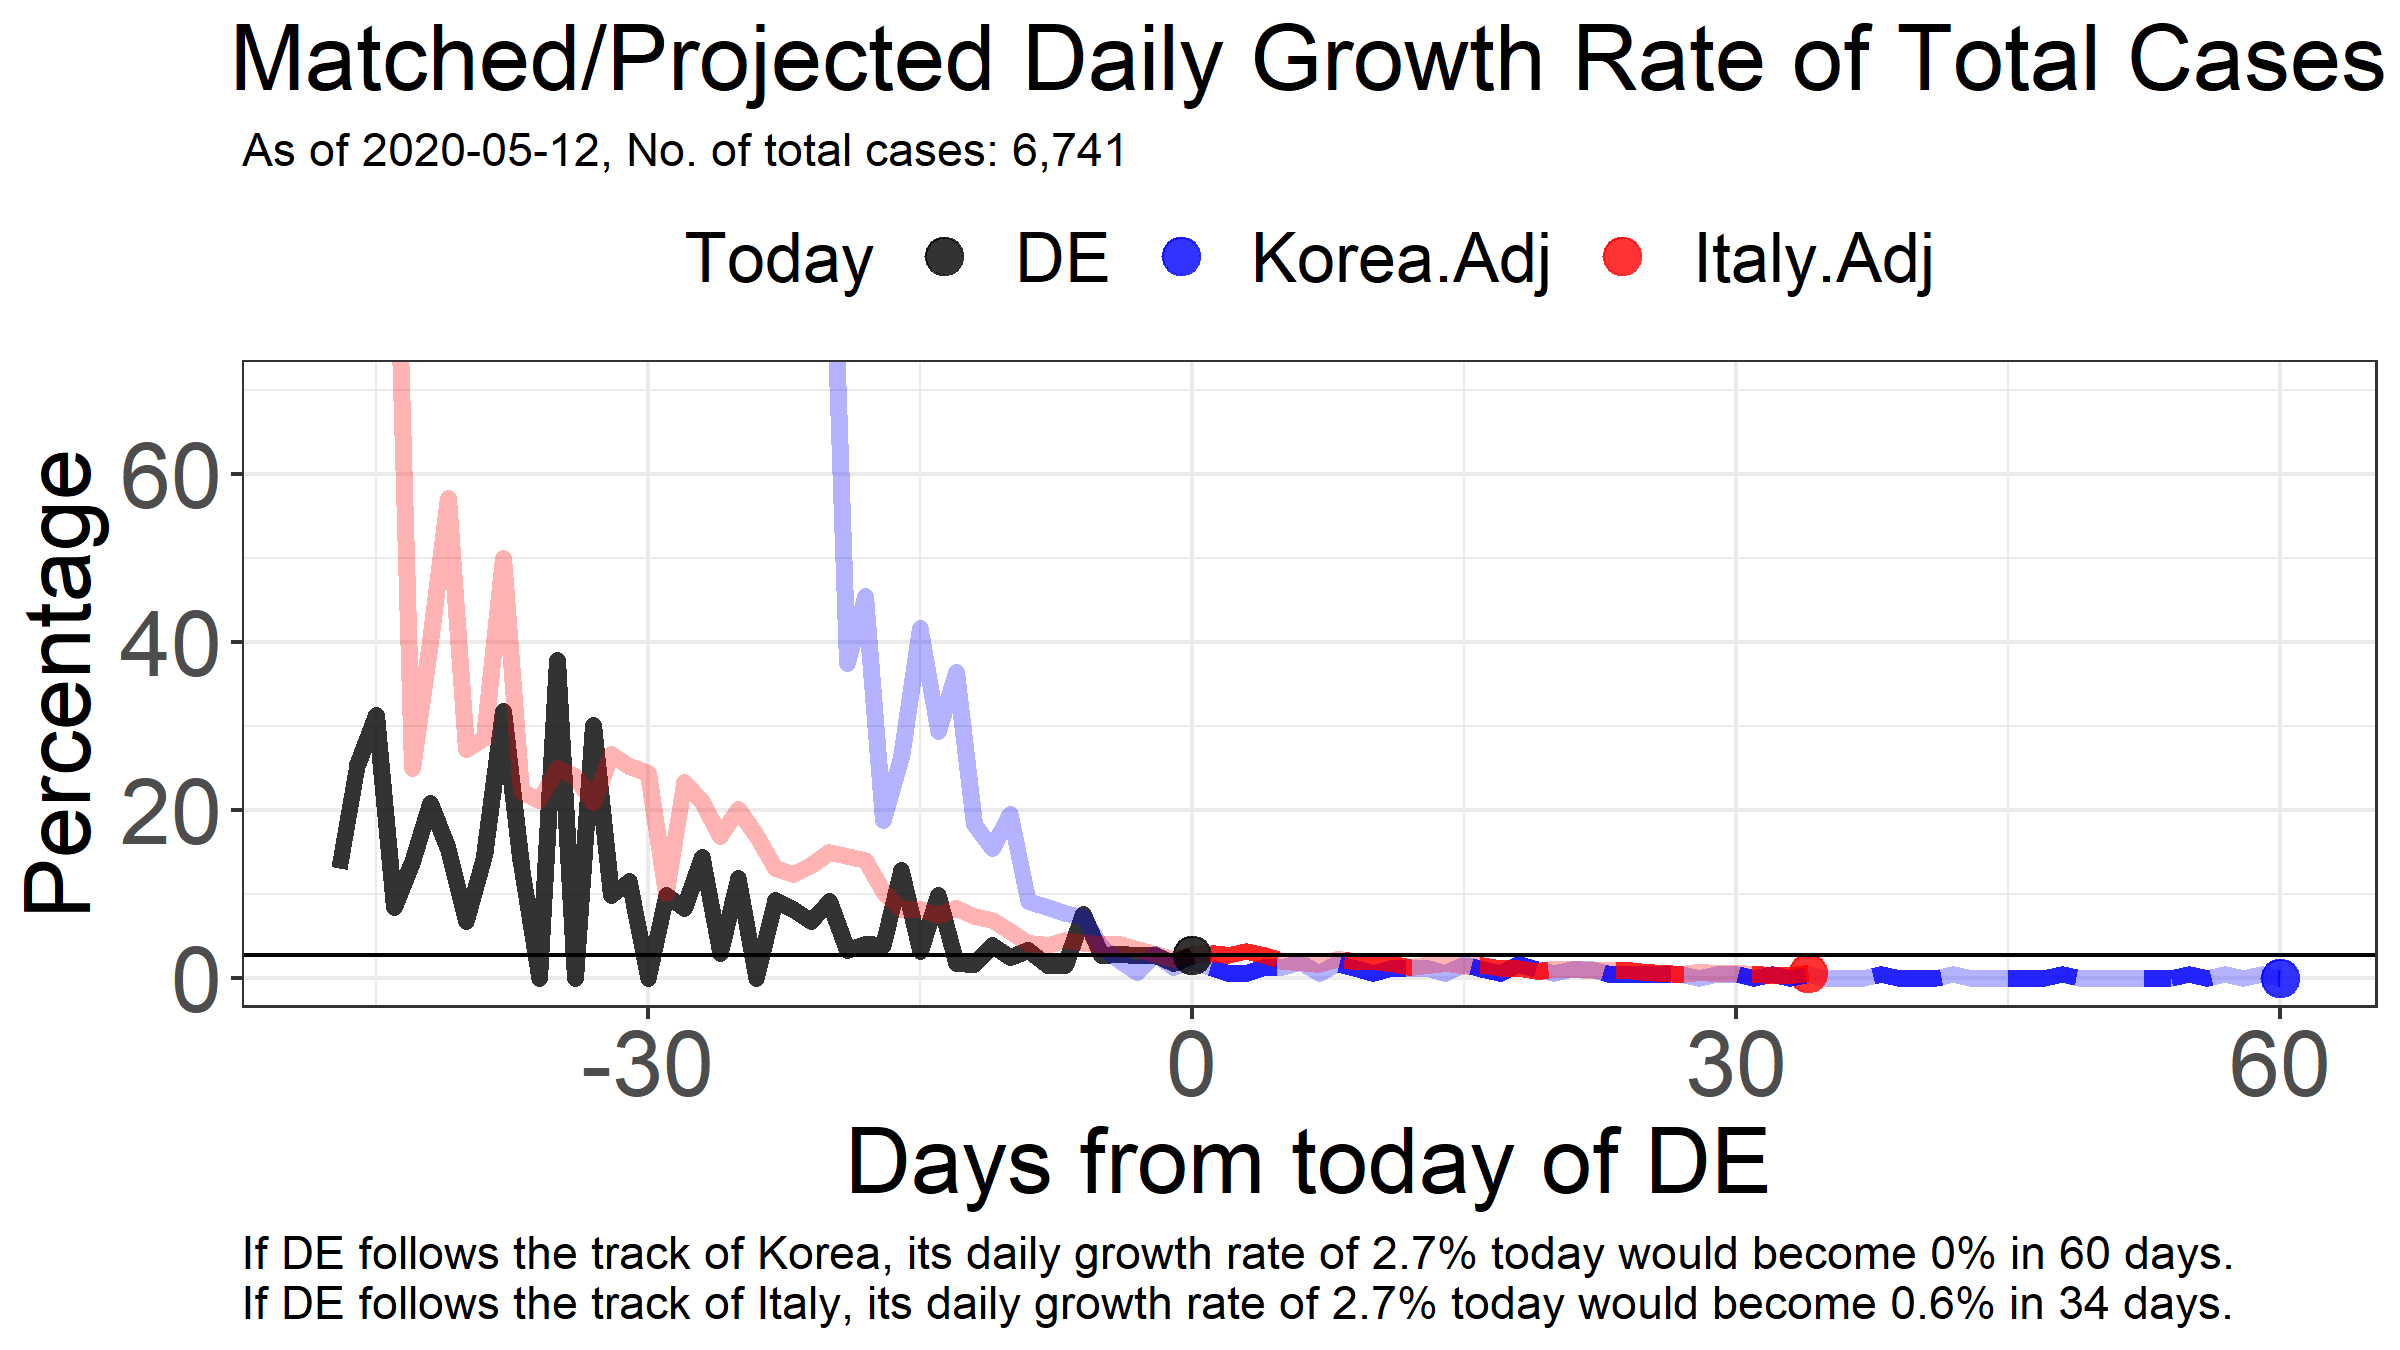 Matched/Projected Daily Growth Rate of Total Cases
As of 2020-05-12, No. of total cases: 6,741
Today DE Korea.Adj Italy.Adj
Percentage
60
40
20
0
-30 0 30 60
Days from today of DE
If DE follows the track of Korea, its daily growth rate of 2.7% today would become 0% in 60 days.
If DE follows the track of Italy, its daily growth rate of 2.7% today would become 0.6% in 34 days.